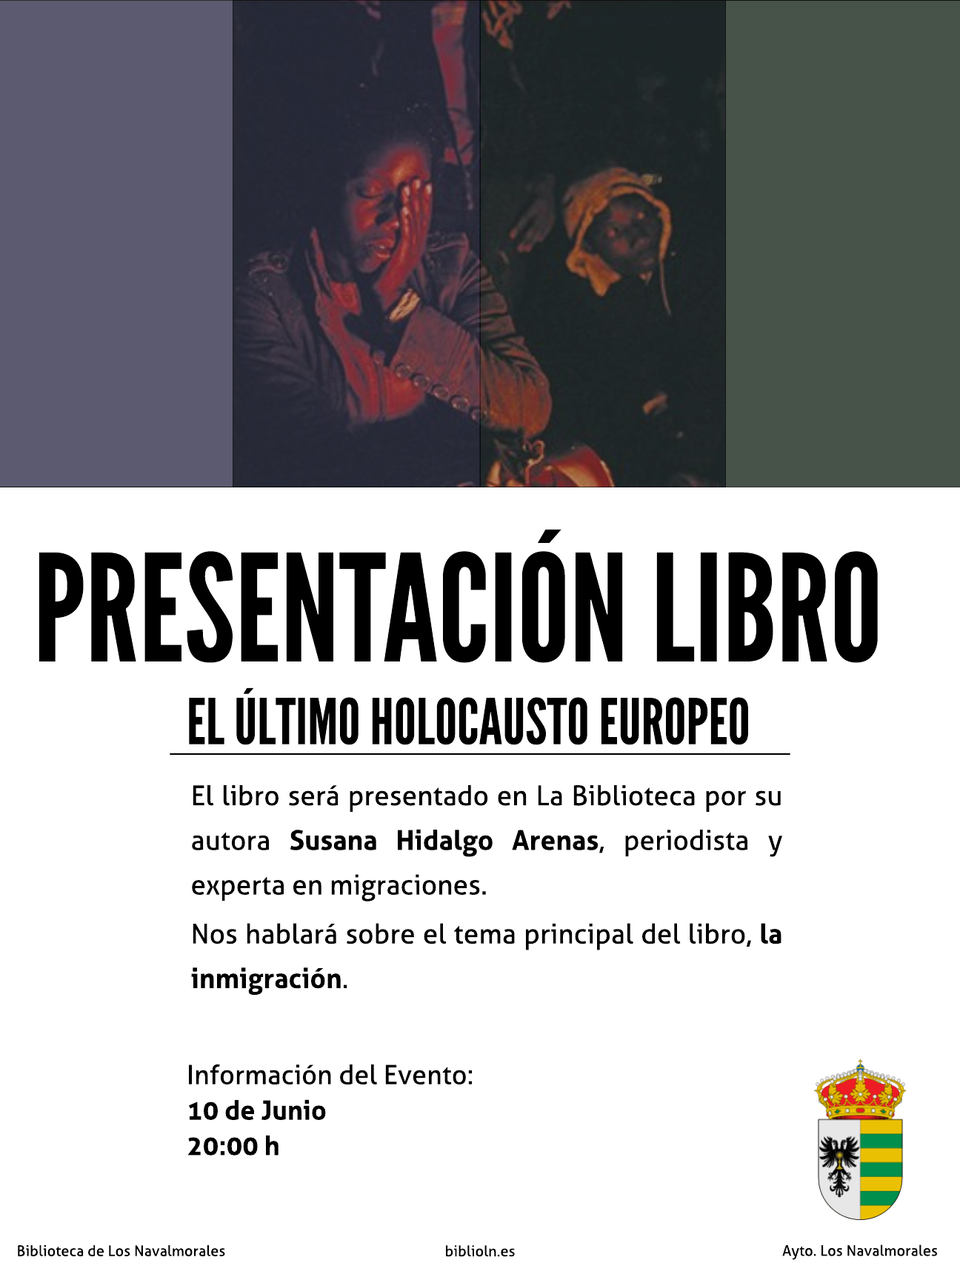 PRESENTACIÓN LIBRO
EL ÚLTIMO HOLOCAUSTO EUROPEO
El libro será presentado en La Biblioteca por su
autora Susana Hidalgo Arenas, periodista y
experta en migraciones.
Nos hablará sobre el tema principal del libro, la
inmigración.
Información del Evento:
10 de Junio
20:00 h
Biblioteca de Los Navalmorales
biblioln.es
Ayto. Los Navalmorales